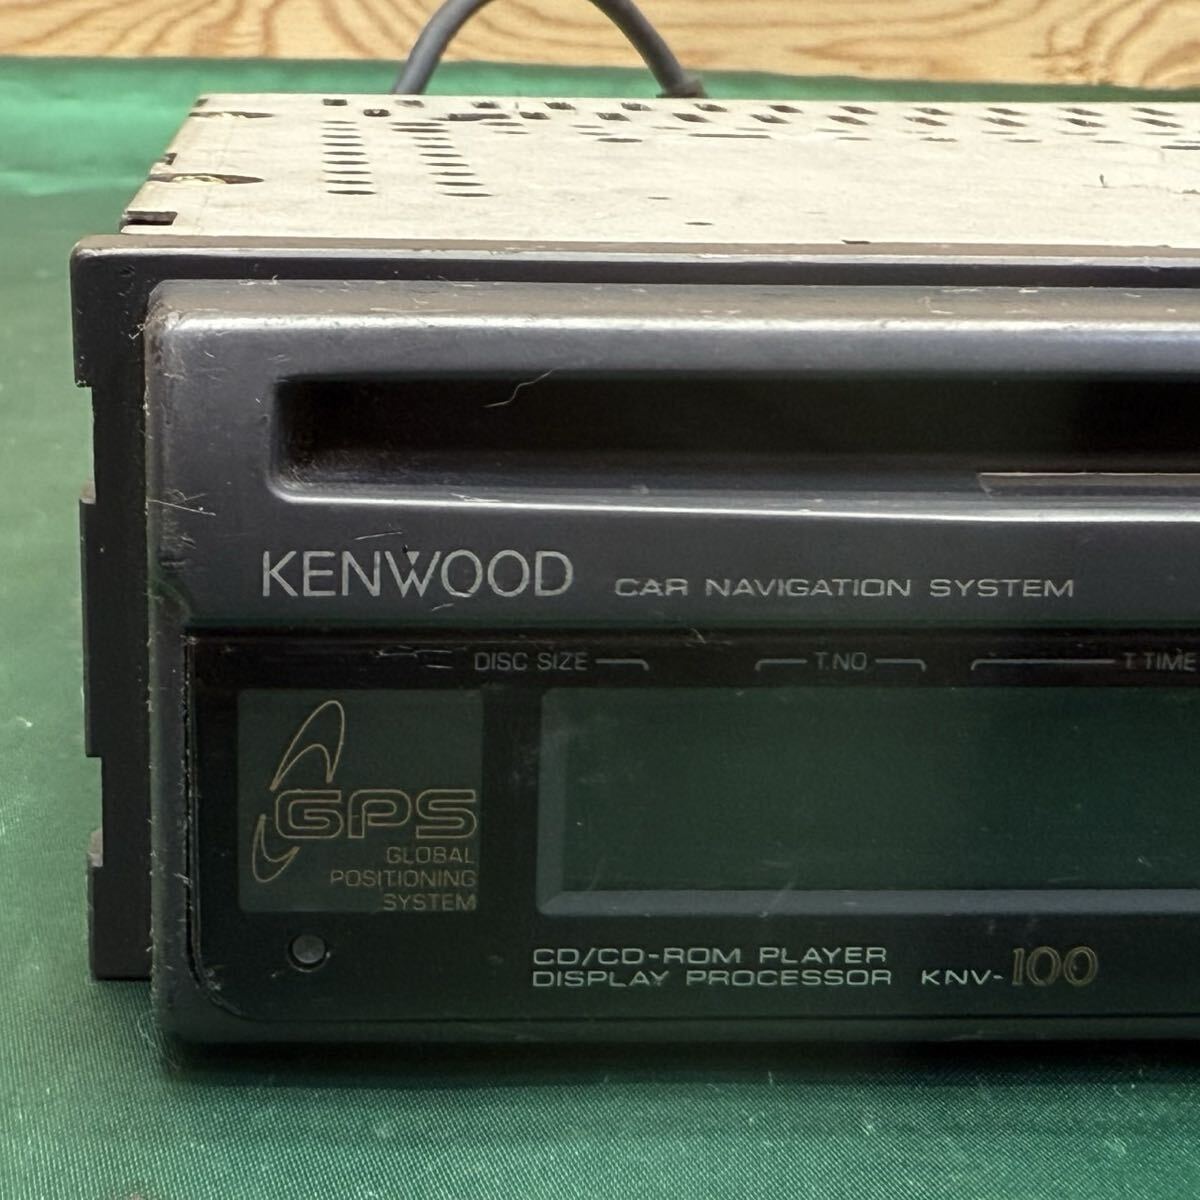 KENWOOD CAR NAVIGATION SYSTEM
DISC SIZE T.NO T.TIME
GPS
GLOBAL
POSITIONING
SYSTEM
CD/CD-ROM PLAYER
DISPLAY PROCESSOR KNV-100